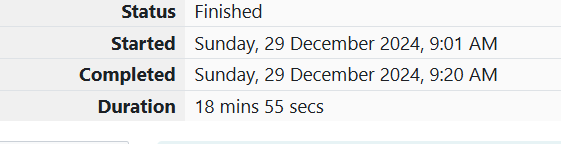 Status Finished
Started Sunday, 29 December 2024, 9:01 AM
Completed Sunday, 29 December 2024, 9:20 AM
Duration 18 mins 55 secs